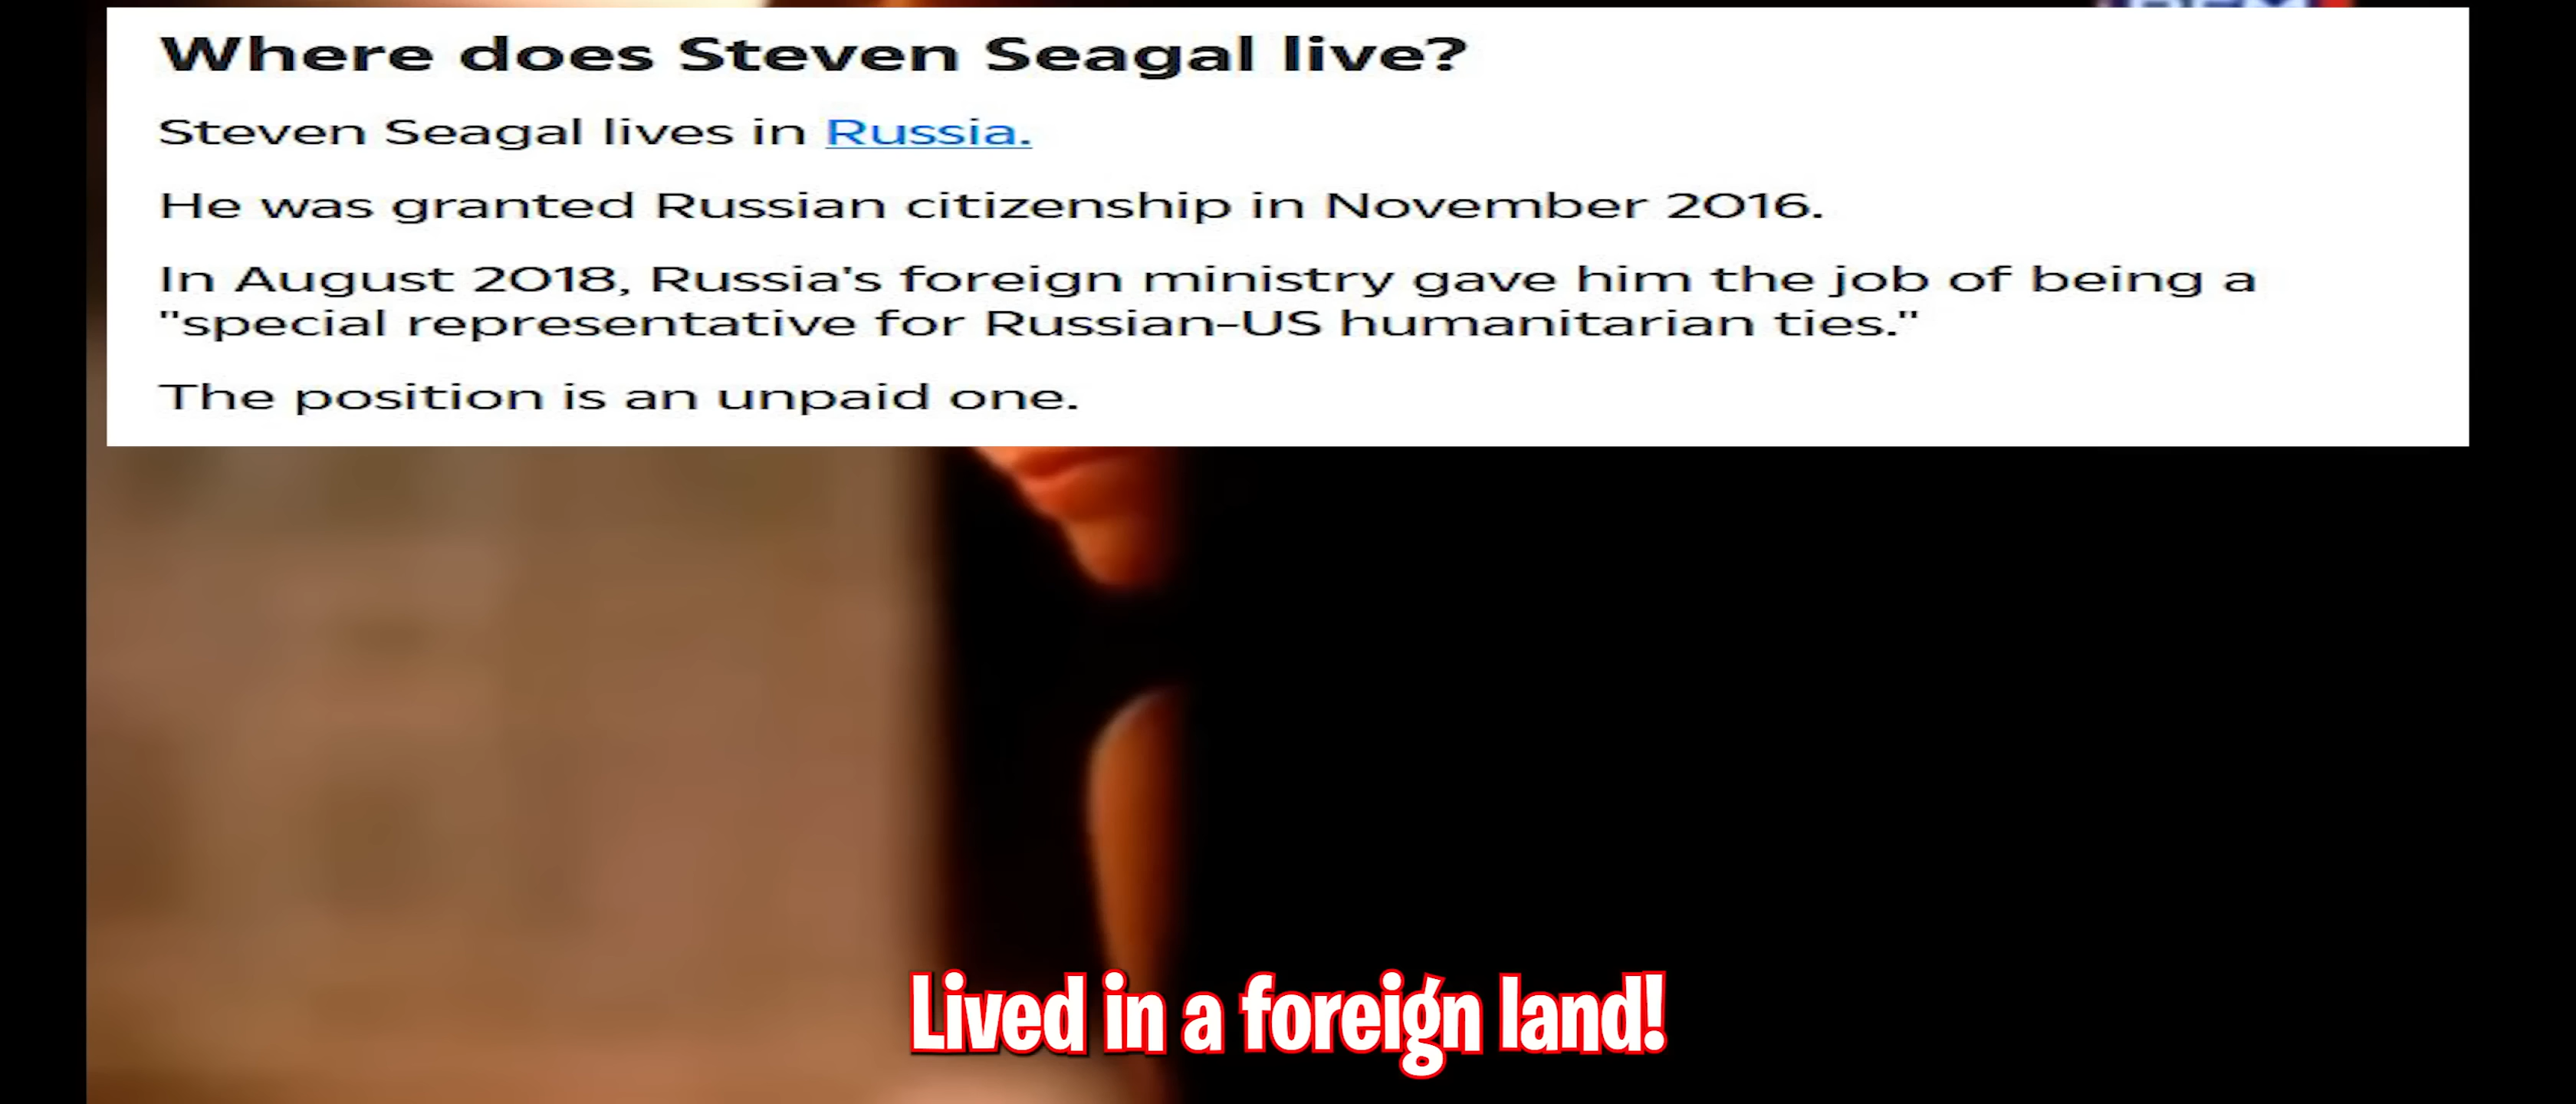 Where does Steven Seagal live?
Steven Seagal lives in Russia.
He was granted Russian citizenship in November 2016.
In August 2018, Russia's foreign ministry gave him the job of being a
"special representative for Russian-US humanitarian ties."
The position is an unpaid one.
Lived in a foreign land!